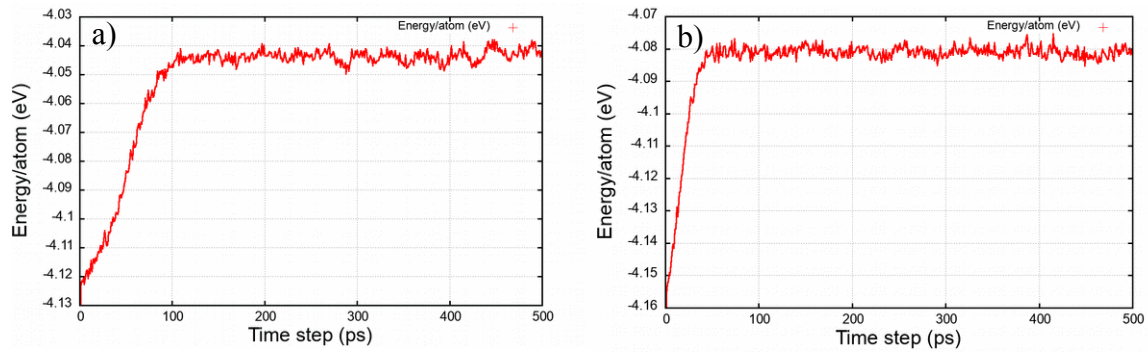 a)
Energy/atom (eV)
-4.03
-4.04
-4.05
-4.06
-4.07
-4.08
-4.09
-4.1
-4.11
-4.12
-4.13
Energy/atom (eV)
0 100 200 300 400 500
Time step (ps)
b)
Energy/atom (eV)
-4.07
-4.08
-4.09
-4.1
-4.11
-4.12
-4.13
-4.14
-4.15
-4.16
Energy/atom (eV)
0 100 200 300 400 500
Time step (ps)